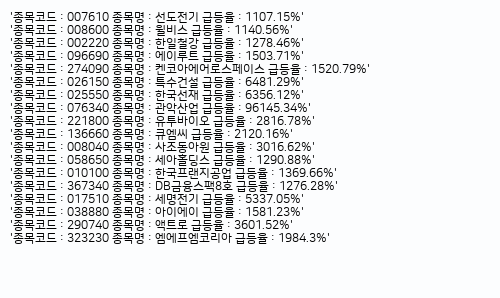 '종목코드 : 007610 종목명 : 선도전기 급등율 : 1107.15%'
'종목코드 : 008600 종목명 : 윌비스 급등율 : 1140.56%'
'종목코드 : 002220 종목명 : 한일철강 급등율 : 1278.46%'
'종목코드 : 096690 종목명 : 에이루트 급등율 : 1503.71%'
'종목코드 : 274090 종목명 : 켄코아에어로스페이스 급등율 : 1520.79%'
'종목코드 : 026150 종목명 : 특수건설 급등율 : 6481.29%'
'종목코드 : 025550 종목명 : 한국선재 급등율 : 6356.12%'
'종목코드 : 076340 종목명 : 관악산업 급등율 : 96145.34%'
'종목코드 : 221800 종목명 : 유투바이오 급등율 : 2816.78%'
'종목코드 : 136660 종목명 : 큐엠씨 급등율 : 2120.16%'
'종목코드 : 008040 종목명 : 사조동아원 급등율 : 3016.62%'
'종목코드 : 058650 종목명 : 세아홀딩스 급등율 : 1290.88%'
'종목코드 : 010100 종목명 : 한국프랜지공업 급등율 : 1369.66%'
'종목코드 : 367340 종목명 : DB금융스팩8호 급등율 : 1276.28%'
'종목코드 : 017510 종목명 : 세명전기 급등율 : 5337.05%'
'종목코드 : 038880 종목명 : 아이에이 급등율 : 1581.23%'
'종목코드 : 290740 종목명 : 액트로 급등율 : 3601.52%'
'종목코드 : 323230 종목명 : 엠에프엠코리아 급등율 : 1984.3%'